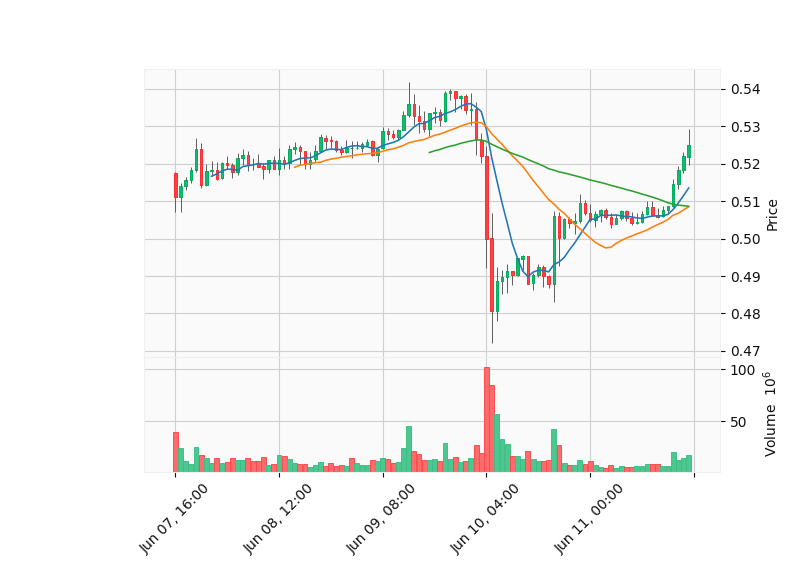 0.54
0.53
0.52
0.51
0.50
0.49
0.48
0.47
Price
100
50
Volume 10^6
Jun 07, 16:00
Jun 08, 12:00
Jun 09, 08:00
Jun 10, 04:00
Jun 11, 00:00